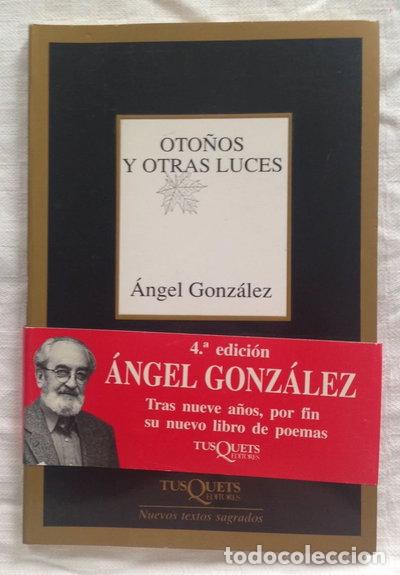 OTOÑOS
Y OTRAS LUCES
Ángel González
4.ª edición
ÁNGEL GONZÁLEZ
Tras nueve años, por fin
su nuevo libro de poemas
TUSQUETS
EDITORES
TUSQUETS
EDITORES
Nuevos textos sagrados
todocoleccion.net